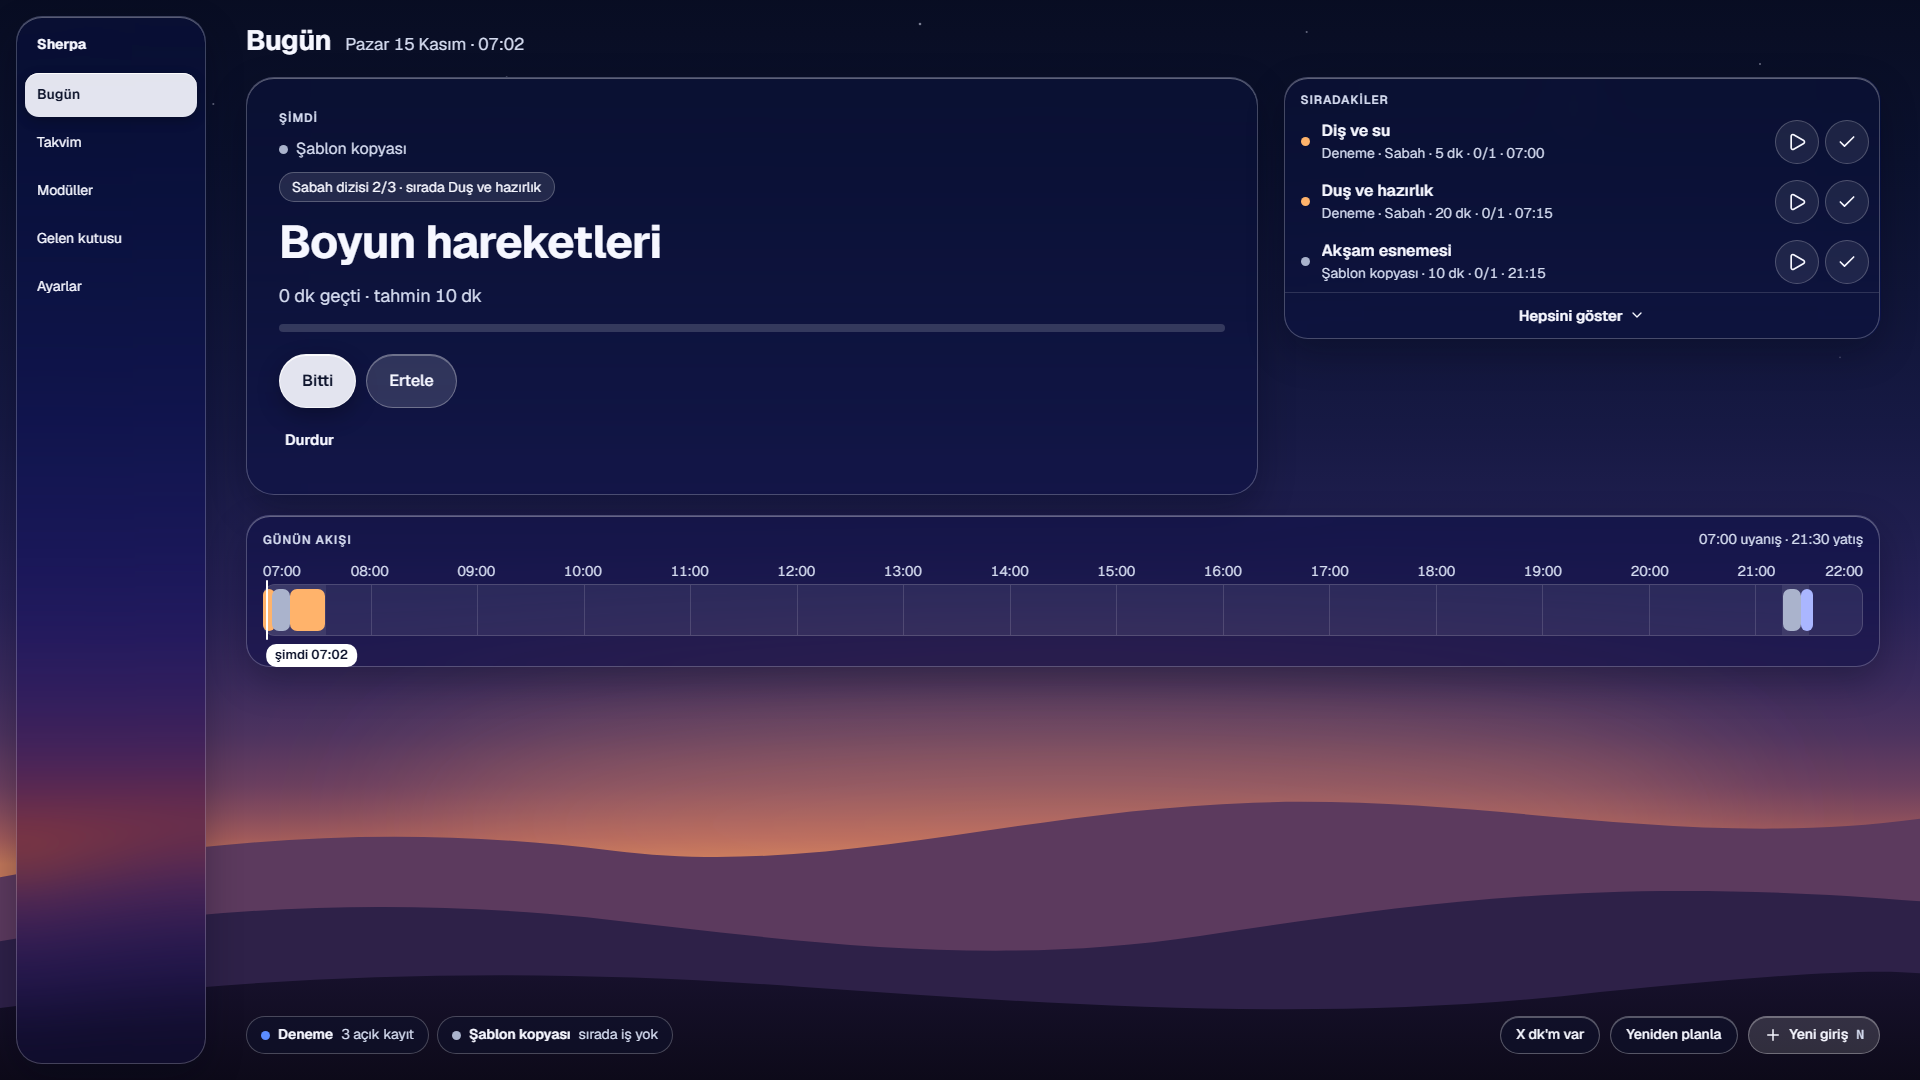 Sherpa
Bugün
Takvim
Modüller
Gelen kutusu
Ayarlar
Bugün Pazar 15 Kasım · 07:02
ŞİMDİ
Şablon kopyası
Sabah dizisi 2/3 · sırada Duş ve hazırlık
Boyun hareketleri
0 dk geçti · tahmin 10 dk
Bitti Ertele
Durdur
SIRADAKİLER
Diş ve su
Deneme · Sabah · 5 dk · 0/1 · 07:00
Duş ve hazırlık
Deneme · Sabah · 20 dk · 0/1 · 07:15
Akşam esnemesi
Şablon kopyası · 10 dk · 0/1 · 21:15
Hepsini göster
GÜNÜN AKIŞI 07:00 uyanış · 21:30 yatış
07:00 08:00 09:00 10:00 11:00 12:00 13:00 14:00 15:00 16:00 17:00 18:00 19:00 20:00 21:00 22:00
şimdi 07:02
Deneme 3 açık kayıt Şablon kopyası sırada iş yok X dk'm var Yeniden planla + Yeni giriş N